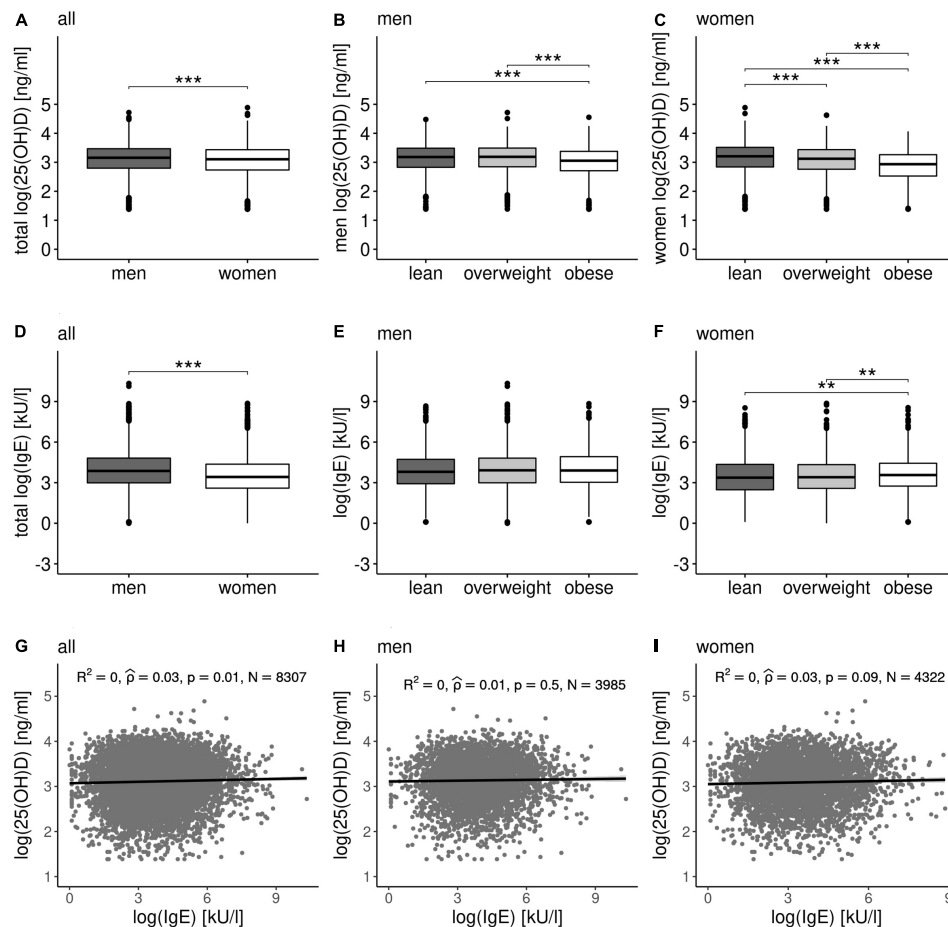 A all
total log(25(OH)D) [ng/ml]
5
4
3
2
1
0
***
men women
B men
men log(25(OH)D) [ng/ml]
5
4
3
2
1
0
***
***
lean overweight obese
C women
women log(25(OH)D) [ng/ml]
5
4
3
2
1
0
***
***
***
lean overweight obese
D all
total log(IgE) [kU/l]
9
6
3
0
-3
***
men women
E men
log(IgE) [kU/l]
9
6
3
0
-3
lean overweight obese
F women
log(IgE) [kU/l]
9
6
3
0
-3
**
**
lean overweight obese
G all
R² = 0, ρ̂ = 0.03, p = 0.01, N = 8307
log(25(OH)D) [ng/ml]
5
4
3
2
1
0 3 6 9
log(IgE) [kU/l]
H men
R² = 0, ρ̂ = 0.01, p = 0.5, N = 3985
log(25(OH)D) [ng/ml]
5
4
3
2
1
0 3 6 9
log(IgE) [kU/l]
I women
R² = 0, ρ̂ = 0.03, p = 0.09, N = 4322
log(25(OH)D) [ng/ml]
5
4
3
2
1
0 3 6 9
log(IgE) [kU/l]